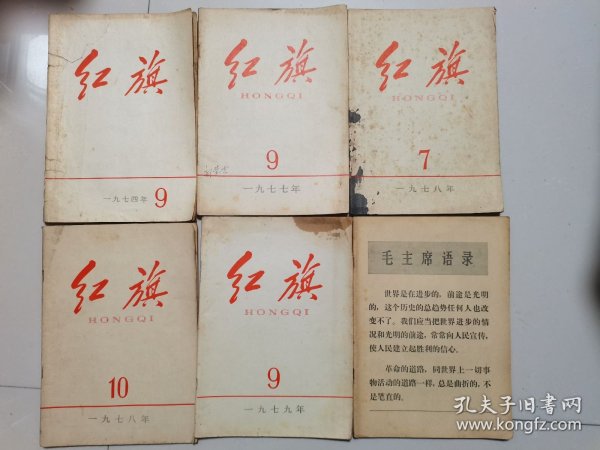 红旗
一九七四年 9
红旗
HONGQI
9
一九七七年
红旗
HONGQI
7
一九七八年
红旗
HONGQI
10
一九七八年
红旗
HONGQI
9
一九七九年
毛主席语录
世界是在进步的，前途是光明
的，这个历史的总趋势任何人也改
变不了。我们应当把世界进步的情
况和光明的前途，常常向人民宣传，
使人民建立起胜利的信心。
革命的道路，同世界上一切事
物活动的道路一样，总是曲折的，不
是笔直的。
孔夫子旧书网
www.kongfz.com